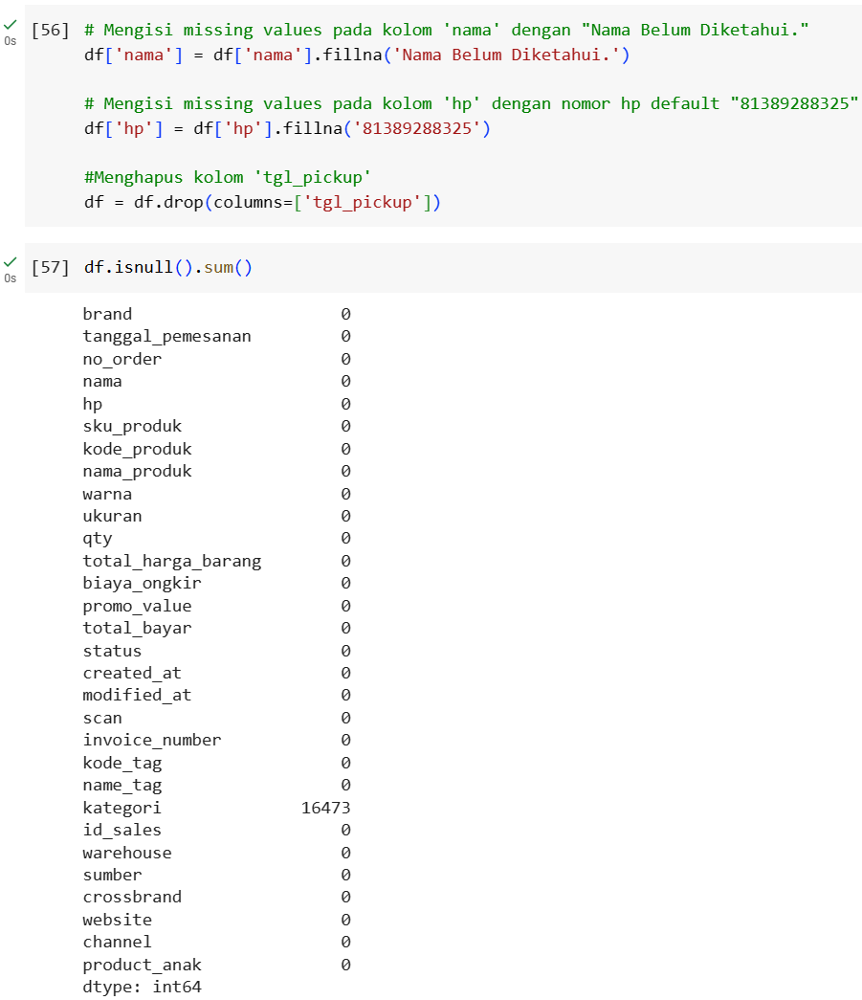 [56] # Mengisi missing values pada kolom 'nama' dengan "Nama Belum Diketahui."
0s
df['nama'] = df['nama'].fillna('Nama Belum Diketahui.')
# Mengisi missing values pada kolom 'hp' dengan nomor hp default "81389288325"
df['hp'] = df['hp'].fillna('81389288325')
#Menghapus kolom 'tgl_pickup'
df = df.drop(columns=['tgl_pickup'])
[57] df.isnull().sum()
0s
brand 0
tanggal_pemesanan 0
no_order 0
nama 0
hp 0
sku_produk 0
kode_produk 0
nama_produk 0
warna 0
ukuran 0
qty 0
total_harga_barang 0
biaya_ongkir 0
promo_value 0
total_bayar 0
status 0
created_at 0
modified_at 0
scan 0
invoice_number 0
kode_tag 0
name_tag 0
kategori 16473
id_sales 0
warehouse 0
sumber 0
crossbrand 0
website 0
channel 0
product_anak 0
dtype: int64